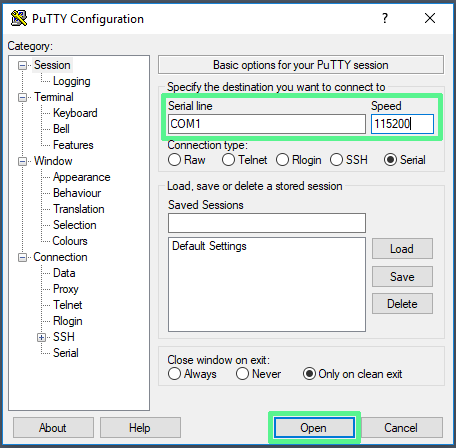 PuTTY Configuration
Category:
Session
Logging
Terminal
Keyboard
Bell
Features
Window
Appearance
Behaviour
Translation
Selection
Colours
Connection
Data
Proxy
Telnet
Rlogin
SSH
Serial
Basic options for your PuTTY session
Specify the destination you want to connect to
Serial line Speed
COM1 115200
Connection type:
Raw Telnet Rlogin SSH Serial
Load, save or delete a stored session
Saved Sessions
Default Settings
Load
Save
Delete
Close window on exit:
Always Never Only on clean exit
About Help Open Cancel